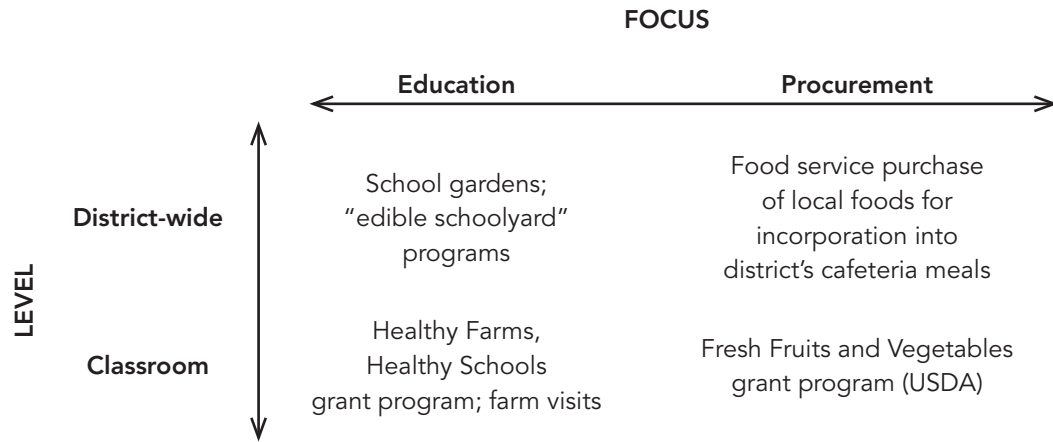 FOCUS
Education
Procurement
LEVEL
District-wide
School gardens;
“edible schoolyard”
programs
Food service purchase
of local foods for
incorporation into
district’s cafeteria meals
Classroom
Healthy Farms,
Healthy Schools
grant program; farm visits
Fresh Fruits and Vegetables
grant program (USDA)